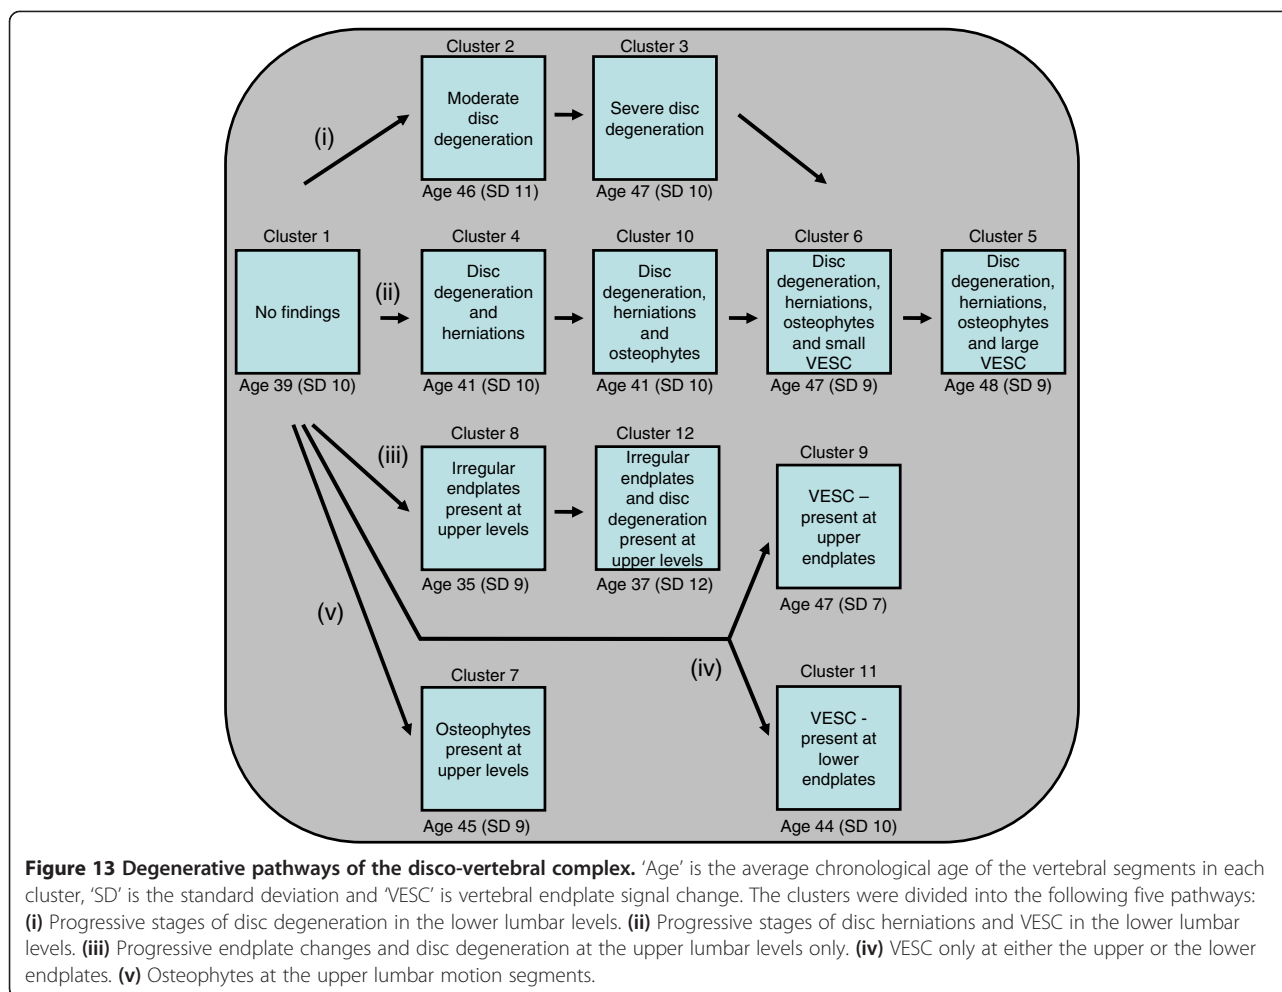 Cluster 2
Moderate
disc
degeneration
Age 46 (SD 11)
Cluster 3
Severe disc
degeneration
Age 47 (SD 10)
(i)
Cluster 1
No findings
Age 39 (SD 10)
(ii)
Cluster 4
Disc
degeneration
and
herniations
Age 41 (SD 10)
Cluster 10
Disc
degeneration,
herniations
and
osteophytes
Age 41 (SD 10)
Cluster 6
Disc
degeneration,
herniations,
osteophytes
and small
VESC
Age 47 (SD 9)
Cluster 5
Disc
degeneration,
herniations,
osteophytes
and large
VESC
Age 48 (SD 9)
(iii)
Cluster 8
Irregular
endplates
present at
upper levels
Age 35 (SD 9)
Cluster 12
Irregular
endplates
and disc
degeneration
present at
upper levels
Age 37 (SD 12)
Cluster 9
VESC –
present at
upper
endplates
Age 47 (SD 7)
(v)
(iv)
Cluster 7
Osteophytes
present at
upper levels
Age 45 (SD 9)
Cluster 11
VESC -
present at
lower
endplates
Age 44 (SD 10)
Figure 13 Degenerative pathways of the disco-vertebral complex. ‘Age’ is the average chronological age of the vertebral segments in each
cluster, ‘SD’ is the standard deviation and ‘VESC’ is vertebral endplate signal change. The clusters were divided into the following five pathways:
(i) Progressive stages of disc degeneration in the lower lumbar levels. (ii) Progressive stages of disc herniations and VESC in the lower lumbar
levels. (iii) Progressive endplate changes and disc degeneration at the upper lumbar levels only. (iv) VESC only at either the upper or the lower
endplates. (v) Osteophytes at the upper lumbar motion segments.